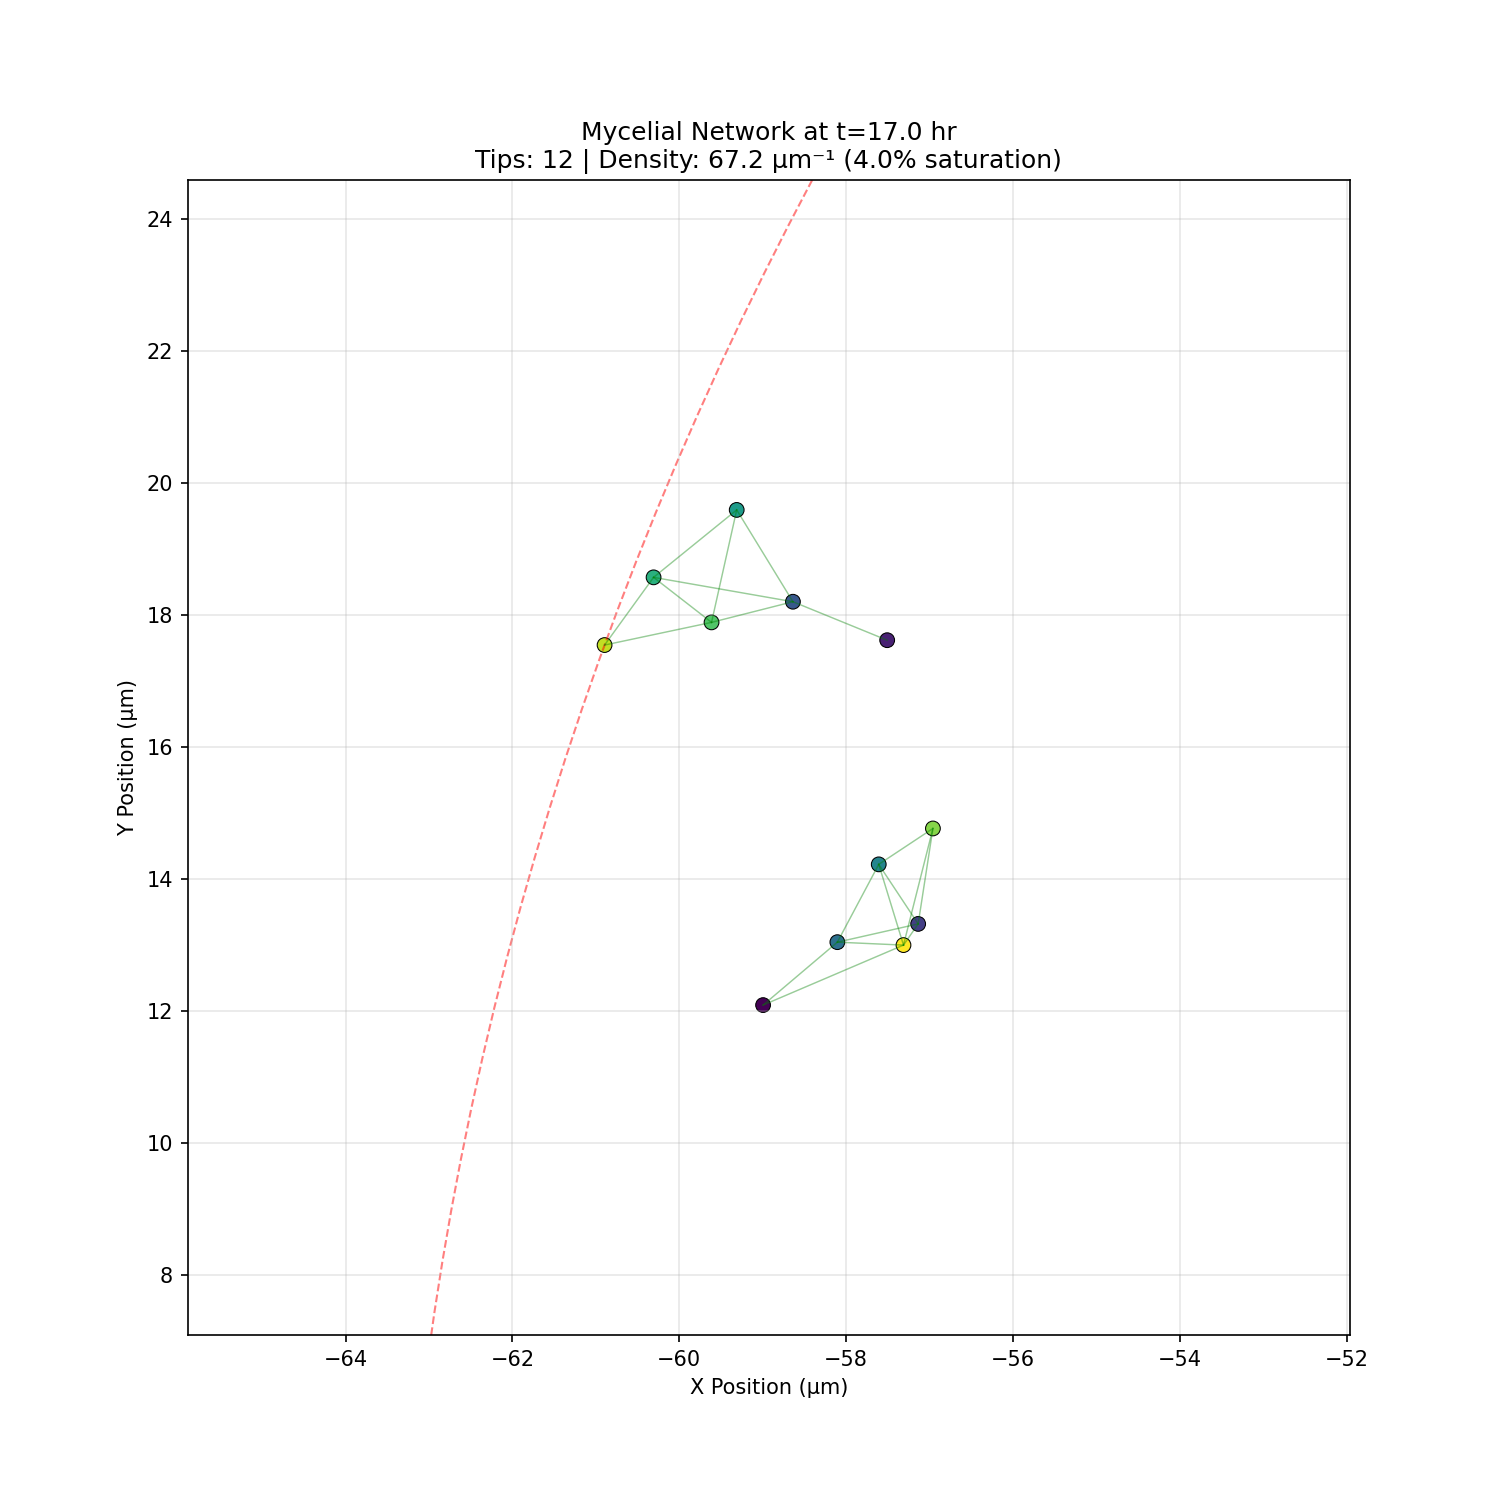 Mycelial Network at t=17.0 hr
Tips: 12 | Density: 67.2 μm⁻¹ (4.0% saturation)
24
22
20
18
16
14
12
10
8
Y Position (μm)
−64 −62 −60 −58 −56 −54 −52
X Position (μm)